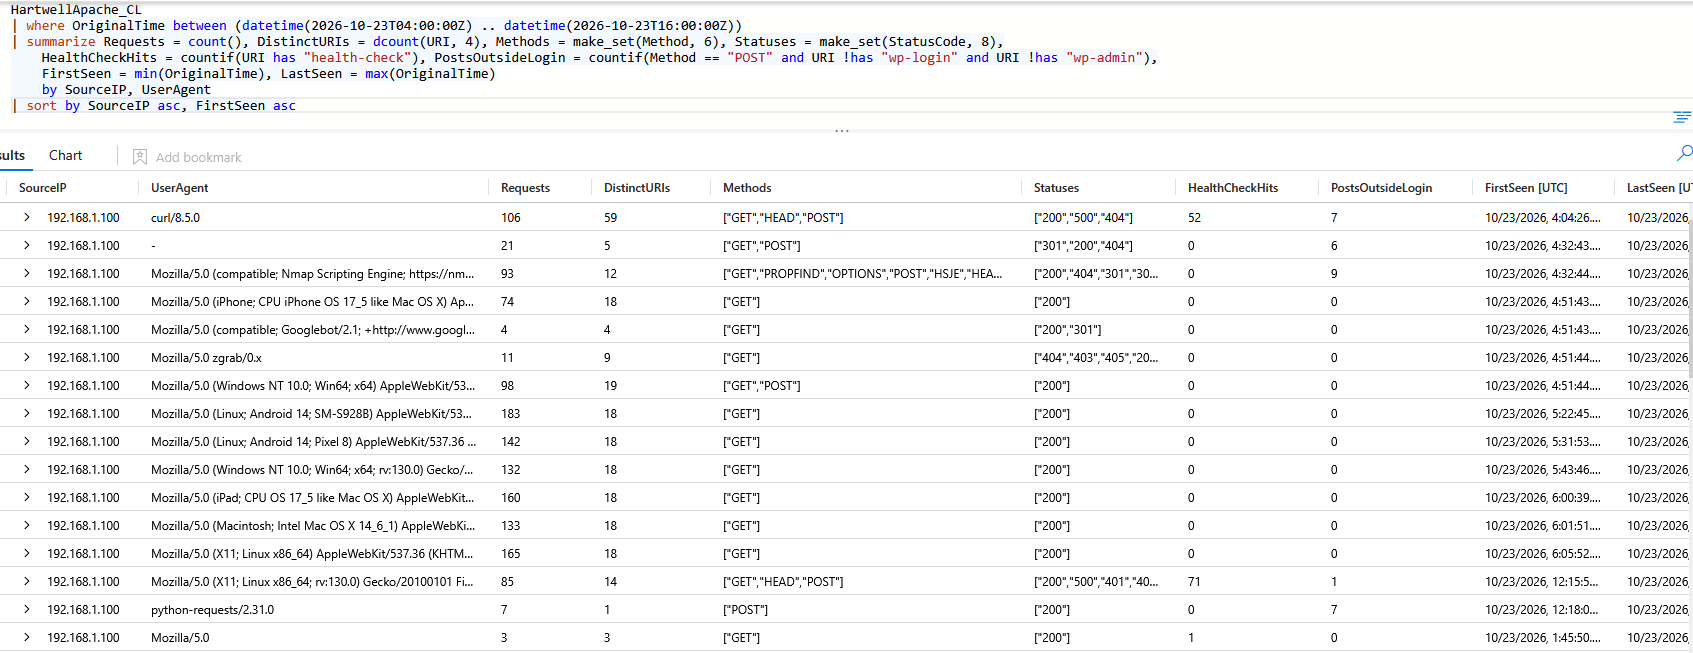 HartwellApache_CL
| where OriginalTime between (datetime(2026-10-23T04:00:00Z) .. datetime(2026-10-23T16:00:00Z))
| summarize Requests = count(), DistinctURIs = dcount(URI, 4), Methods = make_set(Method, 6), Statuses = make_set(StatusCode, 8),
HealthCheckHits = countif(URI has "health-check"), PostsOutsideLogin = countif(Method == "POST" and URI !has "wp-login" and URI !has "wp-admin"),
FirstSeen = min(OriginalTime), LastSeen = max(OriginalTime)
by SourceIP, UserAgent
| sort by SourceIP asc, FirstSeen asc
...
sults Chart Add bookmark
SourceIP UserAgent Requests DistinctURIs Methods Statuses HealthCheckHits PostsOutsideLogin FirstSeen [UTC] LastSeen [UT
192.168.1.100 curl/8.5.0 106 59 ["GET","HEAD","POST"] ["200","500","404"] 52 7 10/23/2026, 4:04:26.... 10/23/2026,
192.168.1.100 - 21 5 ["GET","POST"] ["301","200","404"] 0 6 10/23/2026, 4:32:43.... 10/23/2026,
192.168.1.100 Mozilla/5.0 (compatible; Nmap Scripting Engine; https://nm... 93 12 ["GET","PROPFIND","OPTIONS","POST","HSJE","HEA... ["200","404","301","30... 0 9 10/23/2026, 4:32:44.... 10/23/2026,
192.168.1.100 Mozilla/5.0 (iPhone; CPU iPhone OS 17_5 like Mac OS X) Ap... 74 18 ["GET"] ["200"] 0 0 10/23/2026, 4:51:43.... 10/23/2026,
192.168.1.100 Mozilla/5.0 (compatible; Googlebot/2.1; +http://www.googl... 4 4 ["GET"] ["200","301"] 0 0 10/23/2026, 4:51:43.... 10/23/2026,
192.168.1.100 Mozilla/5.0 zgrab/0.x 11 9 ["GET"] ["404","403","405","20... 0 0 10/23/2026, 4:51:44.... 10/23/2026,
192.168.1.100 Mozilla/5.0 (Windows NT 10.0; Win64; x64) AppleWebKit/53... 98 19 ["GET","POST"] ["200"] 0 0 10/23/2026, 4:51:44.... 10/23/2026,
192.168.1.100 Mozilla/5.0 (Linux; Android 14; SM-S928B) AppleWebKit/53... 183 18 ["GET"] ["200"] 0 0 10/23/2026, 5:22:45.... 10/23/2026,
192.168.1.100 Mozilla/5.0 (Linux; Android 14; Pixel 8) AppleWebKit/537.36 ... 142 18 ["GET"] ["200"] 0 0 10/23/2026, 5:31:53.... 10/23/2026,
192.168.1.100 Mozilla/5.0 (Windows NT 10.0; Win64; x64; rv:130.0) Gecko/... 132 18 ["GET"] ["200"] 0 0 10/23/2026, 5:43:46.... 10/23/2026,
192.168.1.100 Mozilla/5.0 (iPad; CPU OS 17_5 like Mac OS X) AppleWebKit... 160 18 ["GET"] ["200"] 0 0 10/23/2026, 6:00:39.... 10/23/2026,
192.168.1.100 Mozilla/5.0 (Macintosh; Intel Mac OS X 14_6_1) AppleWebKi... 133 18 ["GET"] ["200"] 0 0 10/23/2026, 6:01:51.... 10/23/2026,
192.168.1.100 Mozilla/5.0 (X11; Linux x86_64) AppleWebKit/537.36 (KHTM... 165 18 ["GET"] ["200"] 0 0 10/23/2026, 6:05:52.... 10/23/2026,
192.168.1.100 Mozilla/5.0 (X11; Linux x86_64; rv:130.0) Gecko/20100101 Fi... 85 14 ["GET","HEAD","POST"] ["200","500","401","40... 71 1 10/23/2026, 12:15:5... 10/23/2026,
192.168.1.100 python-requests/2.31.0 7 1 ["POST"] ["200"] 0 7 10/23/2026, 12:18:0... 10/23/2026,
192.168.1.100 Mozilla/5.0 3 3 ["GET"] ["200"] 1 0 10/23/2026, 1:45:50.... 10/23/2026,